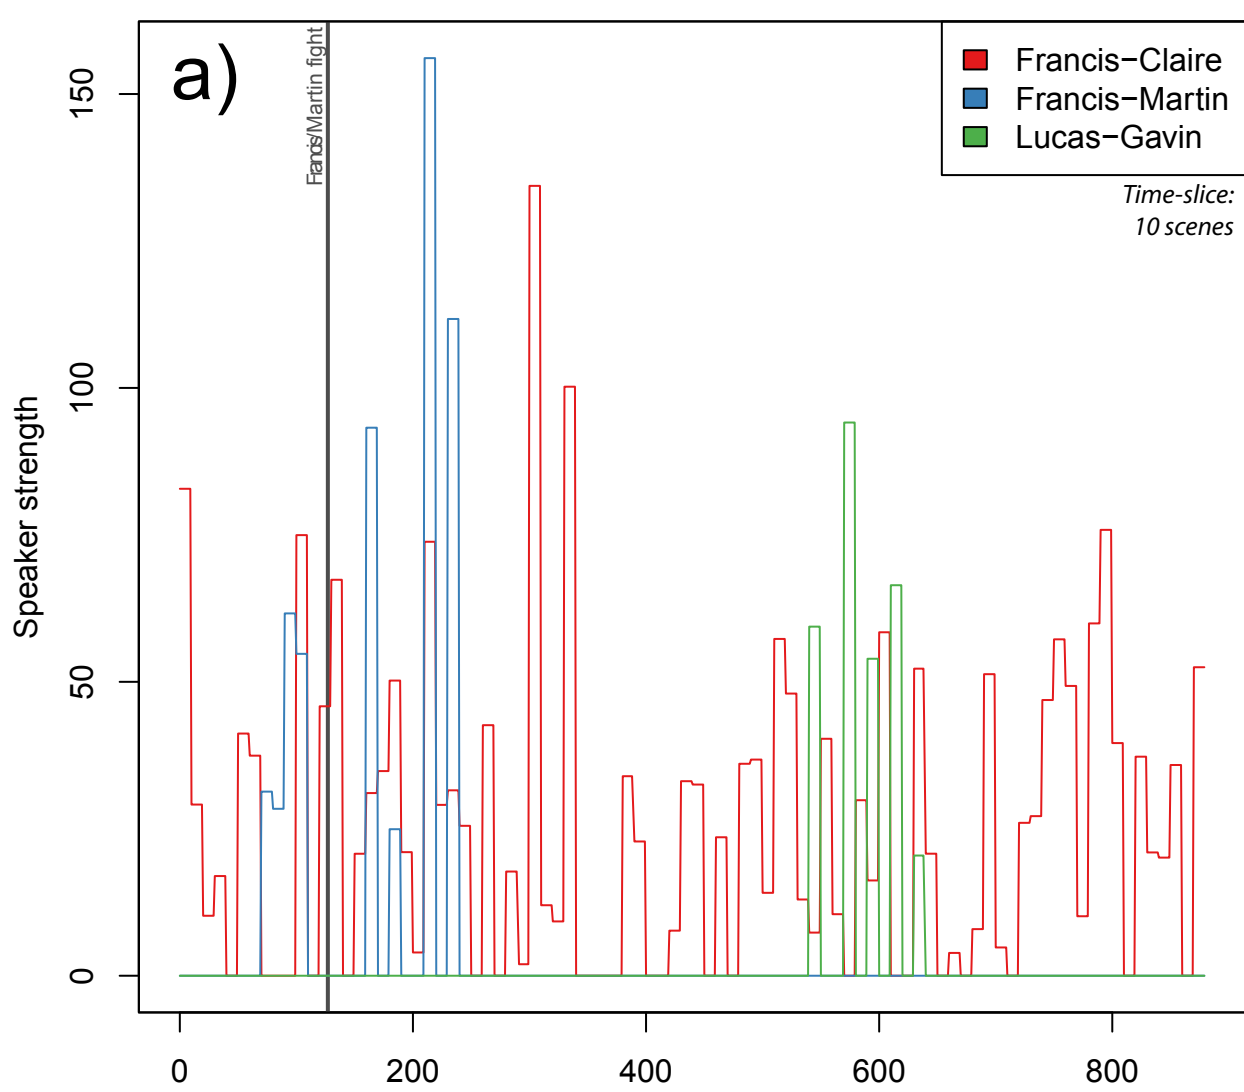 a)
Francis/Martin fight
Francis−Claire
Francis−Martin
Lucas−Gavin
Time-slice:
10 scenes
Speaker strength
150
100
50
0
0 200 400 600 800